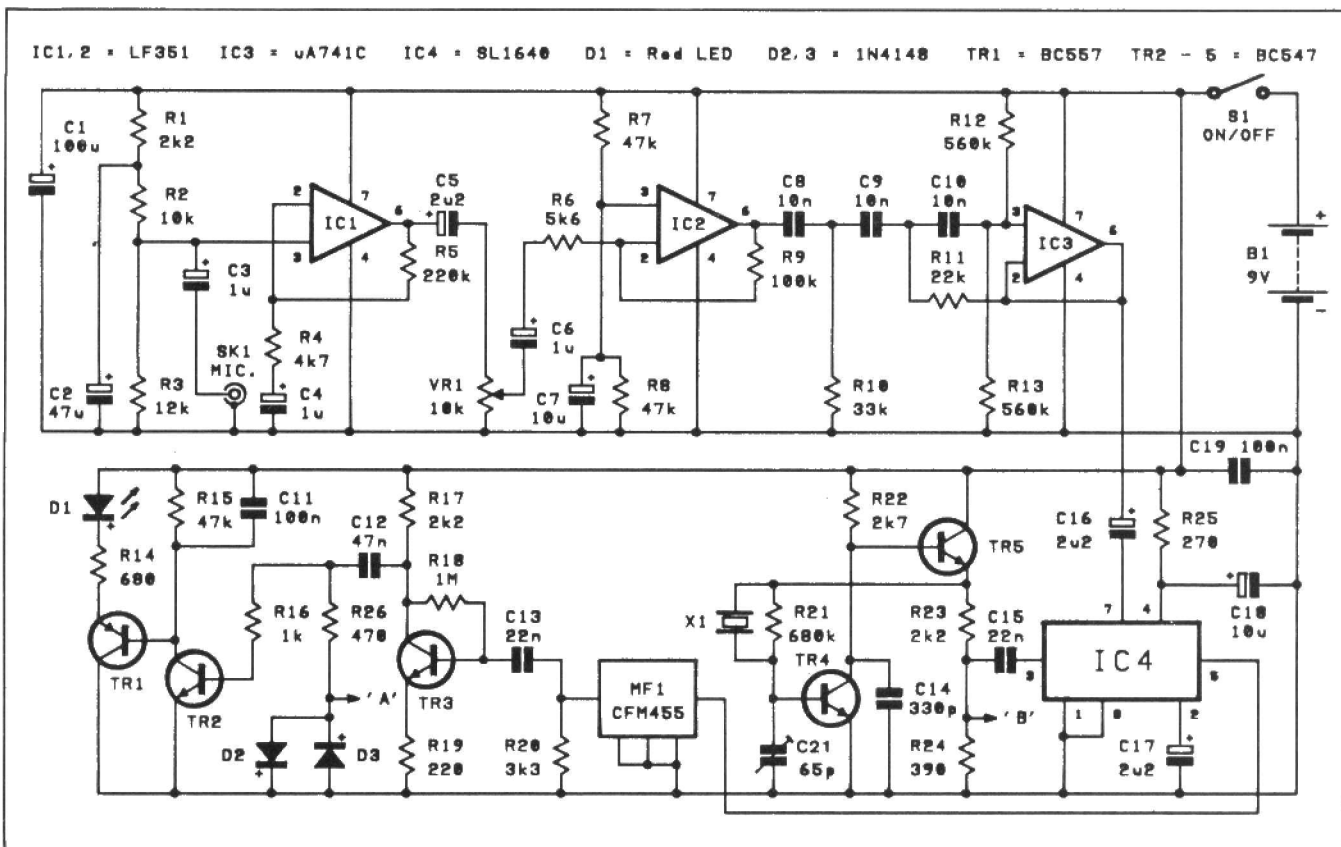 IC1,2 = LF351 IC3 = uA741C IC4 = SL1640 D1 = Red LED D2,3 = 1N4148 TR1 = BC557 TR2 - 5 = BC547
C1
100u
+
R1
2k2
R2
10k
2
7
IC1
6
3
4
C5
2u2
+
R5
220k
C3
1u
+
R4
4k7
SK1
MIC.
C2
47u
+
R3
12k
C4
1u
+
VR1
10k
R6
5k6
C6
1u
+
R7
47k
3
7
IC2
6
2
4
C7
10u
+
R8
47k
C8
10n
R9
100k
C9
10n
C10
10n
R10
33k
R11
22k
R12
560k
R13
560k
3
7
IC3
6
2
4
S1
ON/OFF
+
B1
9V
-
C19 100n
D1
+
R14
680
TR1
R15
47k
C11
100n
TR2
R16
1k
C12
47n
R26
470
'A'
D2
+
D3
+
R17
2k2
R18
1M
TR3
R19
220
C13
22n
R20
3k3
MF1
CFM455
X1
R21
680k
C21
65p
R22
2k7
TR4
C14
330p
TR5
R23
2k2
C15
22n
'B'
R24
390
C16
2u2
+
R25
270
C18
10u
+
7
4
IC4
3
5
1
8
2
C17
2u2
+